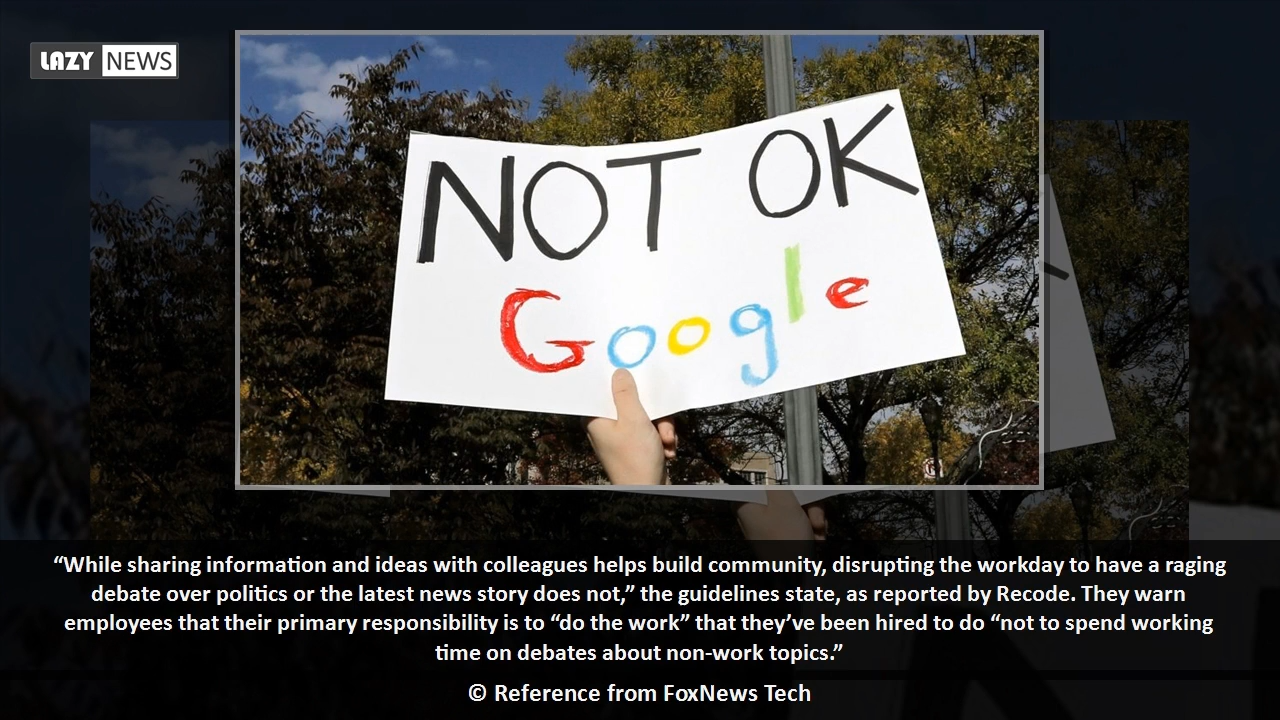 LAZY NEWS
NOT OK
Google
“While sharing information and ideas with colleagues helps build community, disrupting the workday to have a raging
debate over politics or the latest news story does not,” the guidelines state, as reported by Recode. They warn
employees that their primary responsibility is to “do the work” that they’ve been hired to do “not to spend working
time on debates about non-work topics.”
© Reference from FoxNews Tech